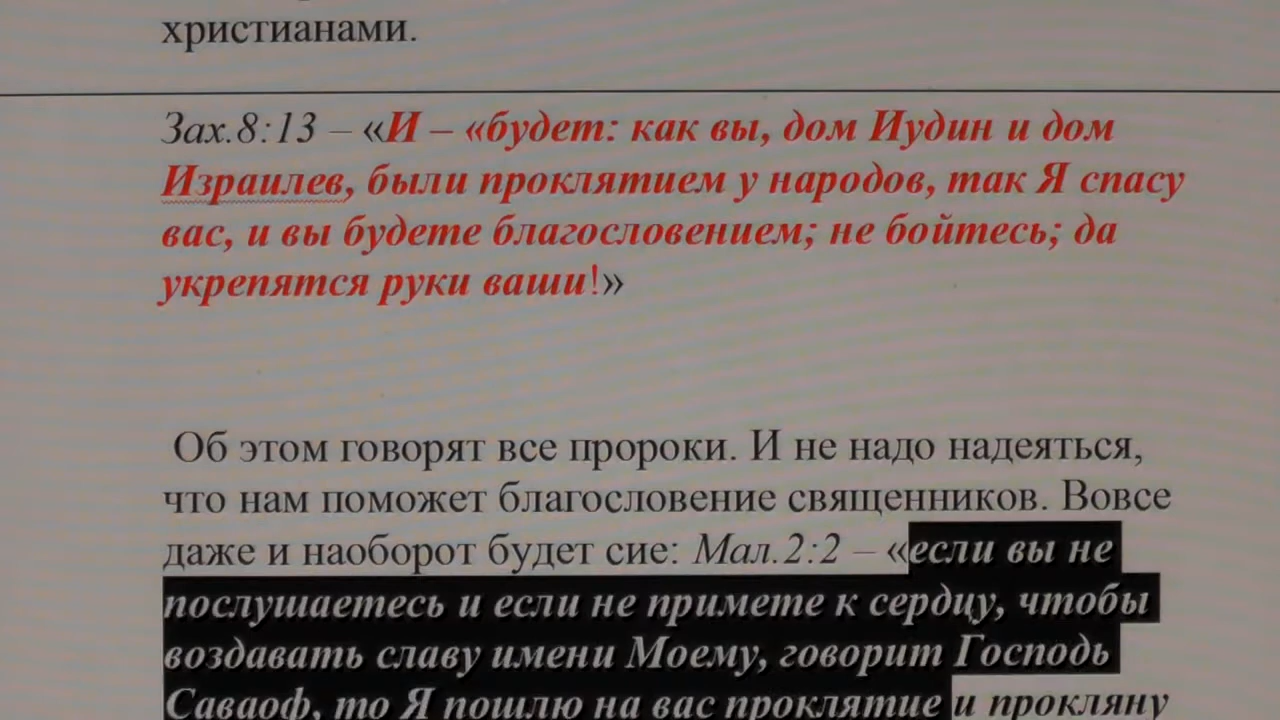 христианами.
Зах.8:13 – «И – «будет: как вы, дом Иудин и дом
Израилев, были проклятием у народов, так Я спасу
вас, и вы будете благословением; не бойтесь; да
укрепятся руки ваши!»
Об этом говорят все пророки. И не надо надеяться,
что нам поможет благословение священников. Вовсе
даже и наоборот будет сие: Мал.2:2 – «если вы не
послушаетесь и если не примете к сердцу, чтобы
воздавать славу имени Моему, говорит Господь
Саваоф, то Я пошлю на вас проклятие и прокляну